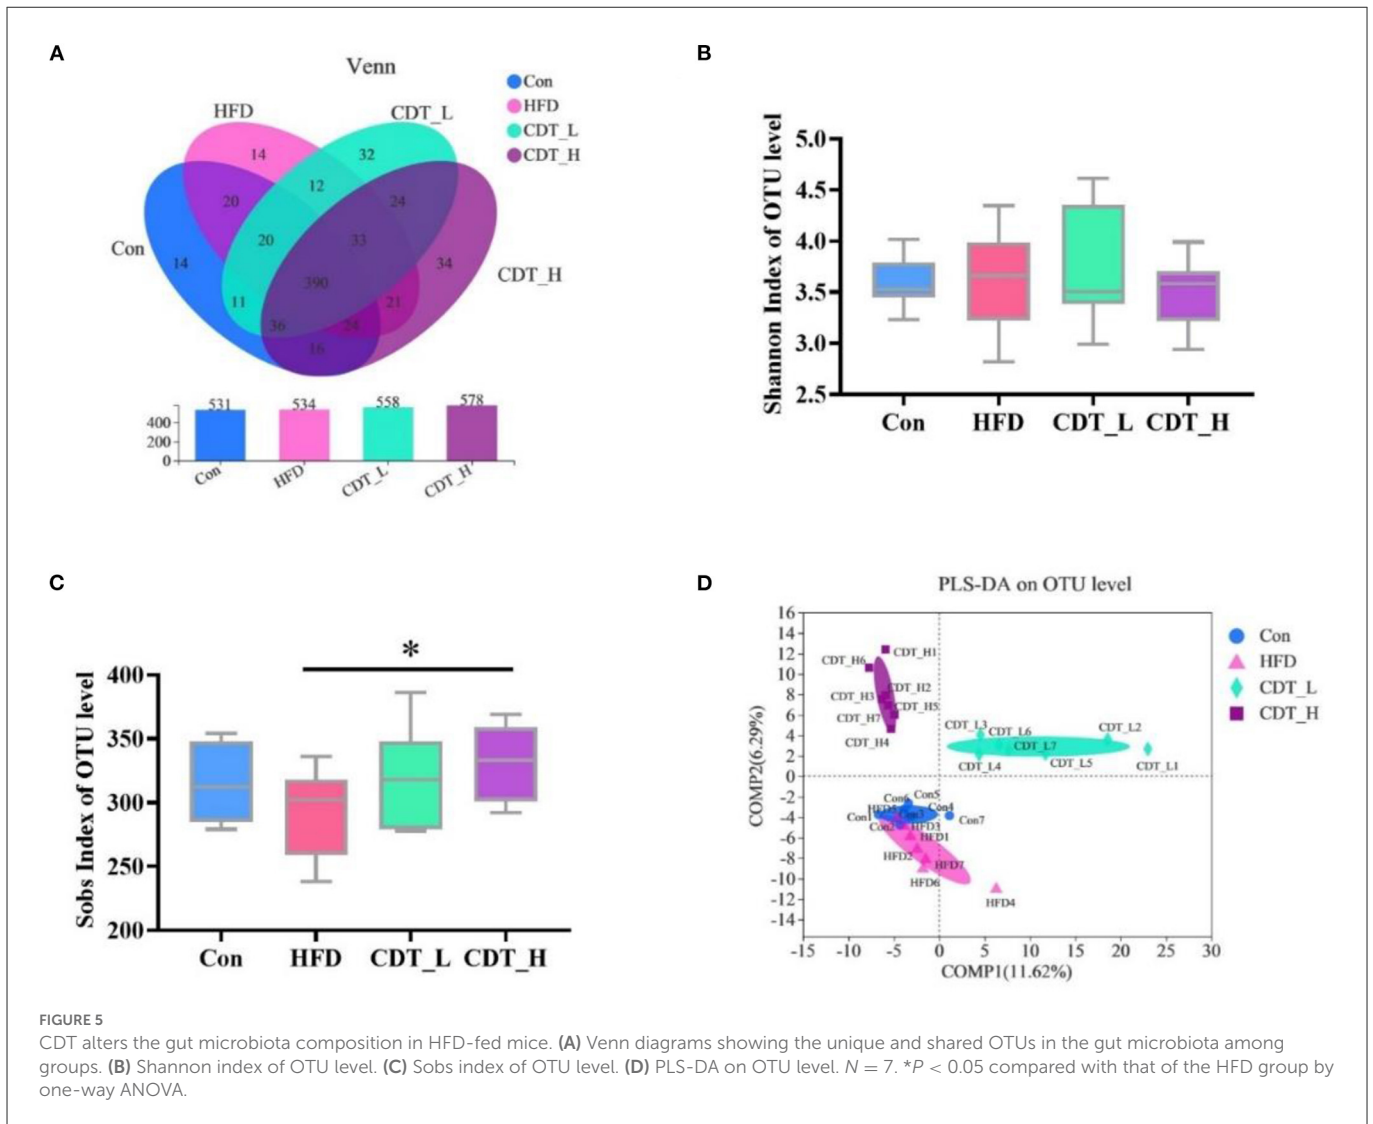 A
Venn
Con
HFD
CDT_L
CDT_H
HFD
CDT_L
Con
CDT_H
14
32
20
12
24
20
33
14
34
390
11
21
36
24
16
531
534
558
578
400
200
0
Con
HFD
CDT_L
CDT_H
B
Shannon Index of OTU level
5.0
4.5
4.0
3.5
3.0
2.5
Con
HFD
CDT_L
CDT_H
C
Sobs Index of OTU level
*
400
350
300
250
200
Con
HFD
CDT_L
CDT_H
D
PLS-DA on OTU level
COMP2(6.29%)
16
14
12
10
8
6
4
2
0
-2
-4
-6
-8
-10
-12
-14
CDT_H1
CDT_H6
CDT_H2
CDT_H3
CDT_H5
CDT_H7
CDT_H4
CDT_L3
CDT_L6
CDT_L2
CDT_L7
CDT_L4
CDT_L5
CDT_L1
Con6
Con5
HFD5
Con4
Con1
Con3
Con7
Con2
HFD3
HFD1
HFD2
HFD7
HFD6
HFD4
-15
-10
-5
0
5
10
15
20
25
30
COMP1(11.62%)
Con
HFD
CDT_L
CDT_H
FIGURE 5
CDT alters the gut microbiota composition in HFD-fed mice. (A) Venn diagrams showing the unique and shared OTUs in the gut microbiota among
groups. (B) Shannon index of OTU level. (C) Sobs index of OTU level. (D) PLS-DA on OTU level. N = 7. *P < 0.05 compared with that of the HFD group by
one-way ANOVA.